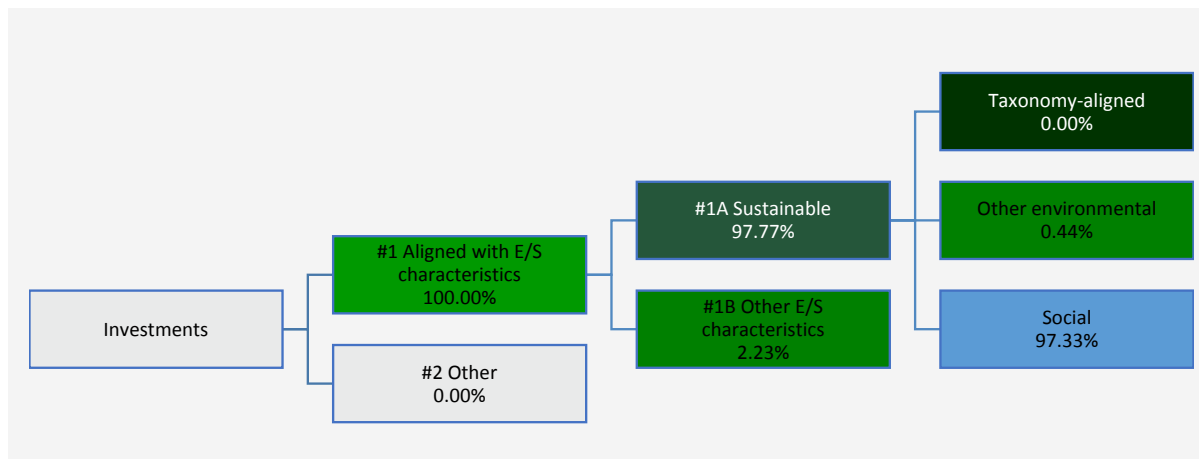 Investments
#1 Aligned with E/S
characteristics
100.00%
#2 Other
0.00%
#1A Sustainable
97.77%
#1B Other E/S
characteristics
2.23%
Taxonomy-aligned
0.00%
Other environmental
0.44%
Social
97.33%